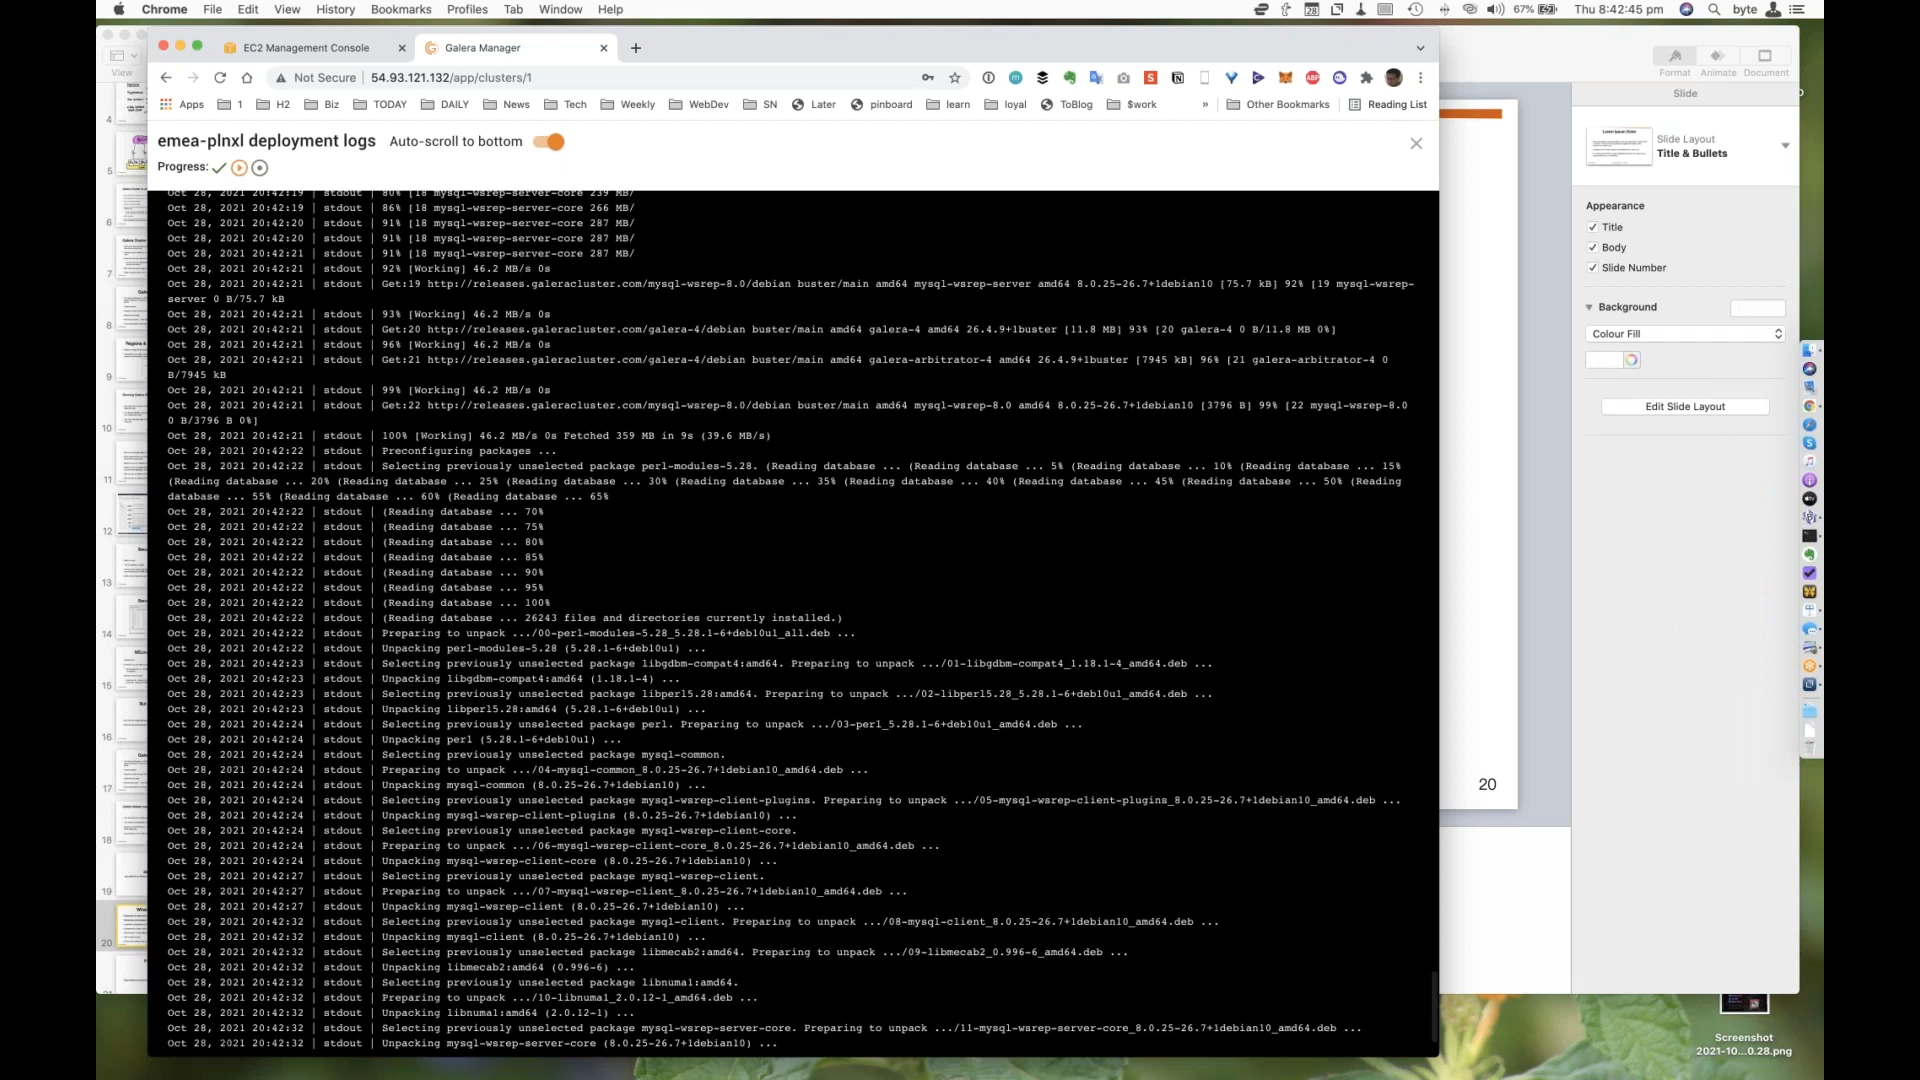 Chrome File Edit View History Bookmarks Profiles Tab Window Help 28 67% Thu 8:42:45 pm byte
EC2 Management Console
Galera Manager
Not Secure | 54.93.121.132/app/clusters/1
Apps 1 H2 Biz TODAY DAILY News Tech Weekly WebDev SN Later pinboard learn loyal ToBlog $work » Other Bookmarks Reading List
View
Format Animate Document
Slide
emea-plnxl deployment logs Auto-scroll to bottom
Progress:
Oct 28, 2021 20:42:19 | stdout | 80% [18 mysql-wsrep-server-core 239 MB/
Oct 28, 2021 20:42:19 | stdout | 86% [18 mysql-wsrep-server-core 266 MB/
Oct 28, 2021 20:42:20 | stdout | 91% [18 mysql-wsrep-server-core 287 MB/
Oct 28, 2021 20:42:20 | stdout | 91% [18 mysql-wsrep-server-core 287 MB/
Oct 28, 2021 20:42:21 | stdout | 91% [18 mysql-wsrep-server-core 287 MB/
Oct 28, 2021 20:42:21 | stdout | 92% [Working] 46.2 MB/s 0s
Oct 28, 2021 20:42:21 | stdout | Get:19 http://releases.galeracluster.com/mysql-wsrep-8.0/debian buster/main amd64 mysql-wsrep-server amd64 8.0.25-26.7+1debian10 [75.7 kB] 92% [19 mysql-wsrep-
server 0 B/75.7 kB
Oct 28, 2021 20:42:21 | stdout | 93% [Working] 46.2 MB/s 0s
Oct 28, 2021 20:42:21 | stdout | Get:20 http://releases.galeracluster.com/galera-4/debian buster/main amd64 galera-4 amd64 26.4.9+1buster [11.8 MB] 93% [20 galera-4 0 B/11.8 MB 0%]
Oct 28, 2021 20:42:21 | stdout | 96% [Working] 46.2 MB/s 0s
Oct 28, 2021 20:42:21 | stdout | Get:21 http://releases.galeracluster.com/galera-4/debian buster/main amd64 galera-arbitrator-4 amd64 26.4.9+1buster [7945 kB] 96% [21 galera-arbitrator-4 0
B/7945 kB
Oct 28, 2021 20:42:21 | stdout | 99% [Working] 46.2 MB/s 0s
Oct 28, 2021 20:42:21 | stdout | Get:22 http://releases.galeracluster.com/mysql-wsrep-8.0/debian buster/main amd64 mysql-wsrep-8.0 amd64 8.0.25-26.7+1debian10 [3796 B] 99% [22 mysql-wsrep-8.0
0 B/3796 B 0%]
Oct 28, 2021 20:42:21 | stdout | 100% [Working] 46.2 MB/s 0s Fetched 359 MB in 9s (39.6 MB/s)
Oct 28, 2021 20:42:22 | stdout | Preconfiguring packages ...
Oct 28, 2021 20:42:22 | stdout | Selecting previously unselected package perl-modules-5.28. (Reading database ... (Reading database ... 5% (Reading database ... 10% (Reading database ... 15%
(Reading database ... 20% (Reading database ... 25% (Reading database ... 30% (Reading database ... 35% (Reading database ... 40% (Reading database ... 45% (Reading database ... 50% (Reading
database ... 55% (Reading database ... 60% (Reading database ... 65%
Oct 28, 2021 20:42:22 | stdout | (Reading database ... 70%
Oct 28, 2021 20:42:22 | stdout | (Reading database ... 75%
Oct 28, 2021 20:42:22 | stdout | (Reading database ... 80%
Oct 28, 2021 20:42:22 | stdout | (Reading database ... 85%
Oct 28, 2021 20:42:22 | stdout | (Reading database ... 90%
Oct 28, 2021 20:42:22 | stdout | (Reading database ... 95%
Oct 28, 2021 20:42:22 | stdout | (Reading database ... 100%
Oct 28, 2021 20:42:22 | stdout | (Reading database ... 26243 files and directories currently installed.)
Oct 28, 2021 20:42:22 | stdout | Preparing to unpack .../00-perl-modules-5.28_5.28.1-6+deb10u1_all.deb ...
Oct 28, 2021 20:42:22 | stdout | Unpacking perl-modules-5.28 (5.28.1-6+deb10u1) ...
Oct 28, 2021 20:42:23 | stdout | Selecting previously unselected package libgdbm-compat4:amd64. Preparing to unpack .../01-libgdbm-compat4_1.18.1-4_amd64.deb ...
Oct 28, 2021 20:42:23 | stdout | Unpacking libgdbm-compat4:amd64 (1.18.1-4) ...
Oct 28, 2021 20:42:23 | stdout | Selecting previously unselected package libperl5.28:amd64. Preparing to unpack .../02-libperl5.28_5.28.1-6+deb10u1_amd64.deb ...
Oct 28, 2021 20:42:23 | stdout | Unpacking libperl5.28:amd64 (5.28.1-6+deb10u1) ...
Oct 28, 2021 20:42:24 | stdout | Selecting previously unselected package perl. Preparing to unpack .../03-perl_5.28.1-6+deb10u1_amd64.deb ...
Oct 28, 2021 20:42:24 | stdout | Unpacking perl (5.28.1-6+deb10u1) ...
Oct 28, 2021 20:42:24 | stdout | Selecting previously unselected package mysql-common.
Oct 28, 2021 20:42:24 | stdout | Preparing to unpack .../04-mysql-common_8.0.25-26.7+1debian10_amd64.deb ...
Oct 28, 2021 20:42:24 | stdout | Unpacking mysql-common (8.0.25-26.7+1debian10) ...
Oct 28, 2021 20:42:24 | stdout | Selecting previously unselected package mysql-wsrep-client-plugins. Preparing to unpack .../05-mysql-wsrep-client-plugins_8.0.25-26.7+1debian10_amd64.deb ...
Oct 28, 2021 20:42:24 | stdout | Unpacking mysql-wsrep-client-plugins (8.0.25-26.7+1debian10) ...
Oct 28, 2021 20:42:24 | stdout | Selecting previously unselected package mysql-wsrep-client-core.
Oct 28, 2021 20:42:24 | stdout | Preparing to unpack .../06-mysql-wsrep-client-core_8.0.25-26.7+1debian10_amd64.deb ...
Oct 28, 2021 20:42:24 | stdout | Unpacking mysql-wsrep-client-core (8.0.25-26.7+1debian10) ...
Oct 28, 2021 20:42:27 | stdout | Selecting previously unselected package mysql-wsrep-client.
Oct 28, 2021 20:42:27 | stdout | Preparing to unpack .../07-mysql-wsrep-client_8.0.25-26.7+1debian10_amd64.deb ...
Oct 28, 2021 20:42:27 | stdout | Unpacking mysql-wsrep-client (8.0.25-26.7+1debian10) ...
Oct 28, 2021 20:42:32 | stdout | Selecting previously unselected package mysql-client. Preparing to unpack .../08-mysql-client_8.0.25-26.7+1debian10_amd64.deb ...
Oct 28, 2021 20:42:32 | stdout | Unpacking mysql-client (8.0.25-26.7+1debian10) ...
Oct 28, 2021 20:42:32 | stdout | Selecting previously unselected package libmecab2:amd64. Preparing to unpack .../09-libmecab2_0.996-6_amd64.deb ...
Oct 28, 2021 20:42:32 | stdout | Unpacking libmecab2:amd64 (0.996-6) ...
Oct 28, 2021 20:42:32 | stdout | Selecting previously unselected package libnuma1:amd64.
Oct 28, 2021 20:42:32 | stdout | Preparing to unpack .../10-libnuma1_2.0.12-1_amd64.deb ...
Oct 28, 2021 20:42:32 | stdout | Unpacking libnuma1:amd64 (2.0.12-1) ...
Oct 28, 2021 20:42:32 | stdout | Selecting previously unselected package mysql-wsrep-server-core. Preparing to unpack .../11-mysql-wsrep-server-core_8.0.25-26.7+1debian10_amd64.deb ...
Oct 28, 2021 20:42:32 | stdout | Unpacking mysql-wsrep-server-core (8.0.25-26.7+1debian10) ...
4
5
6
7
8
9
10
11
12
13
14
15
16
17
18
19
20
20
Slide Layout
Title & Bullets
Appearance
Title
Body
Slide Number
Background
Colour Fill
Edit Slide Layout
Screenshot
2021-10...0.28.png